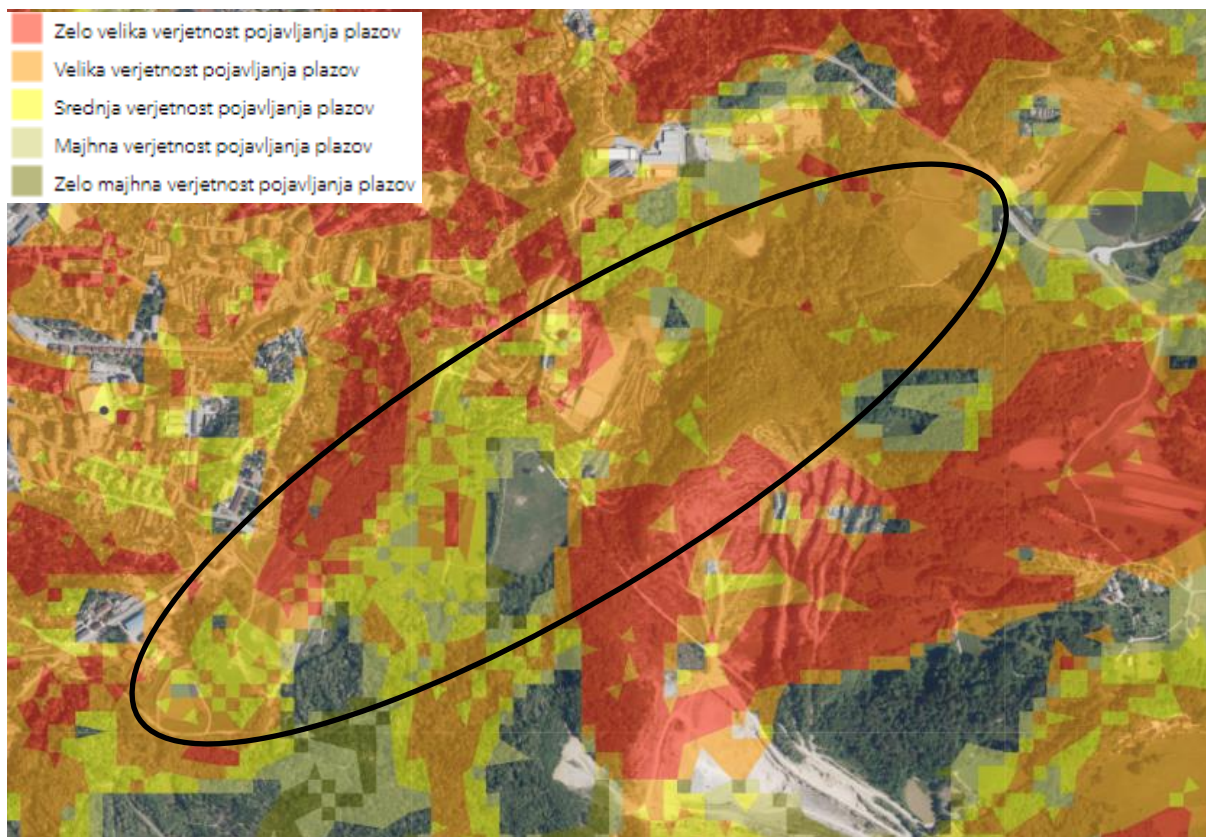 Zelo velika verjetnost pojavljanja plazov
Velika verjetnost pojavljanja plazov
Srednja verjetnost pojavljanja plazov
Majhna verjetnost pojavljanja plazov
Zelo majhna verjetnost pojavljanja plazov